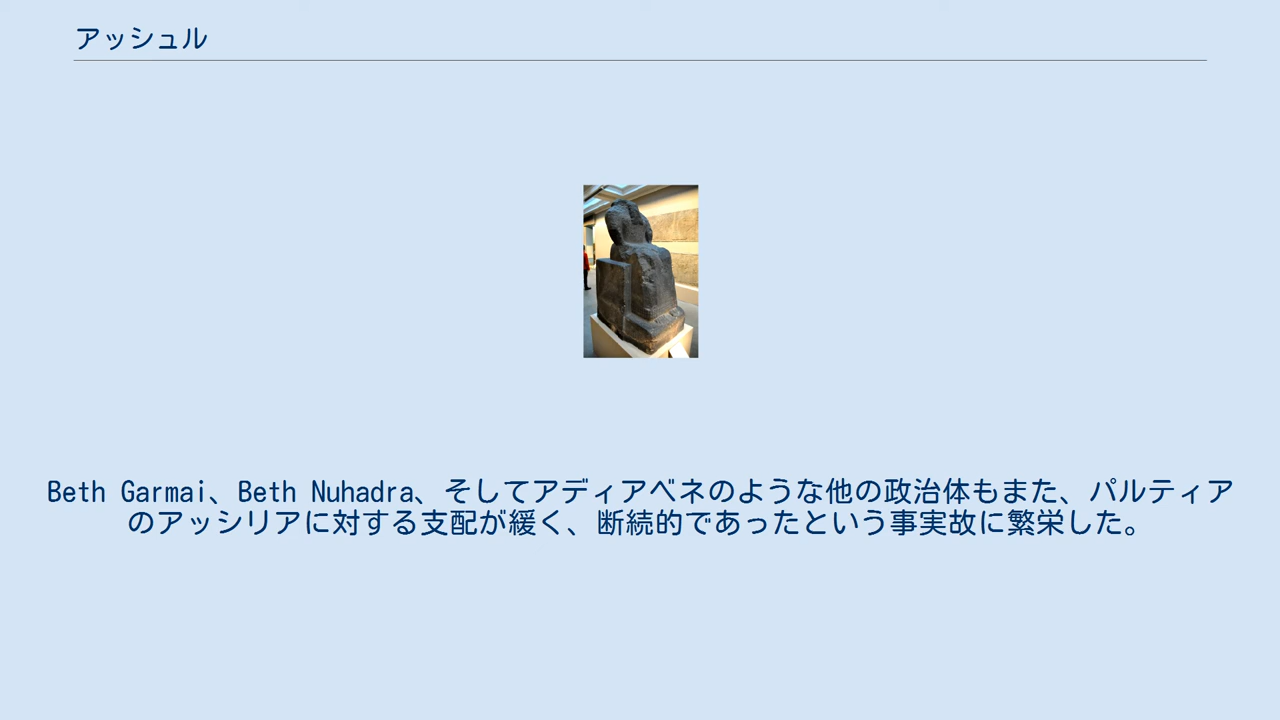 アッシュル
Beth Garmai、Beth Nuhadra、そしてアディアベネのような他の政治体もまた、パルティア
のアッシリアに対する支配が緩く、断続的であったという事実故に繁栄した。